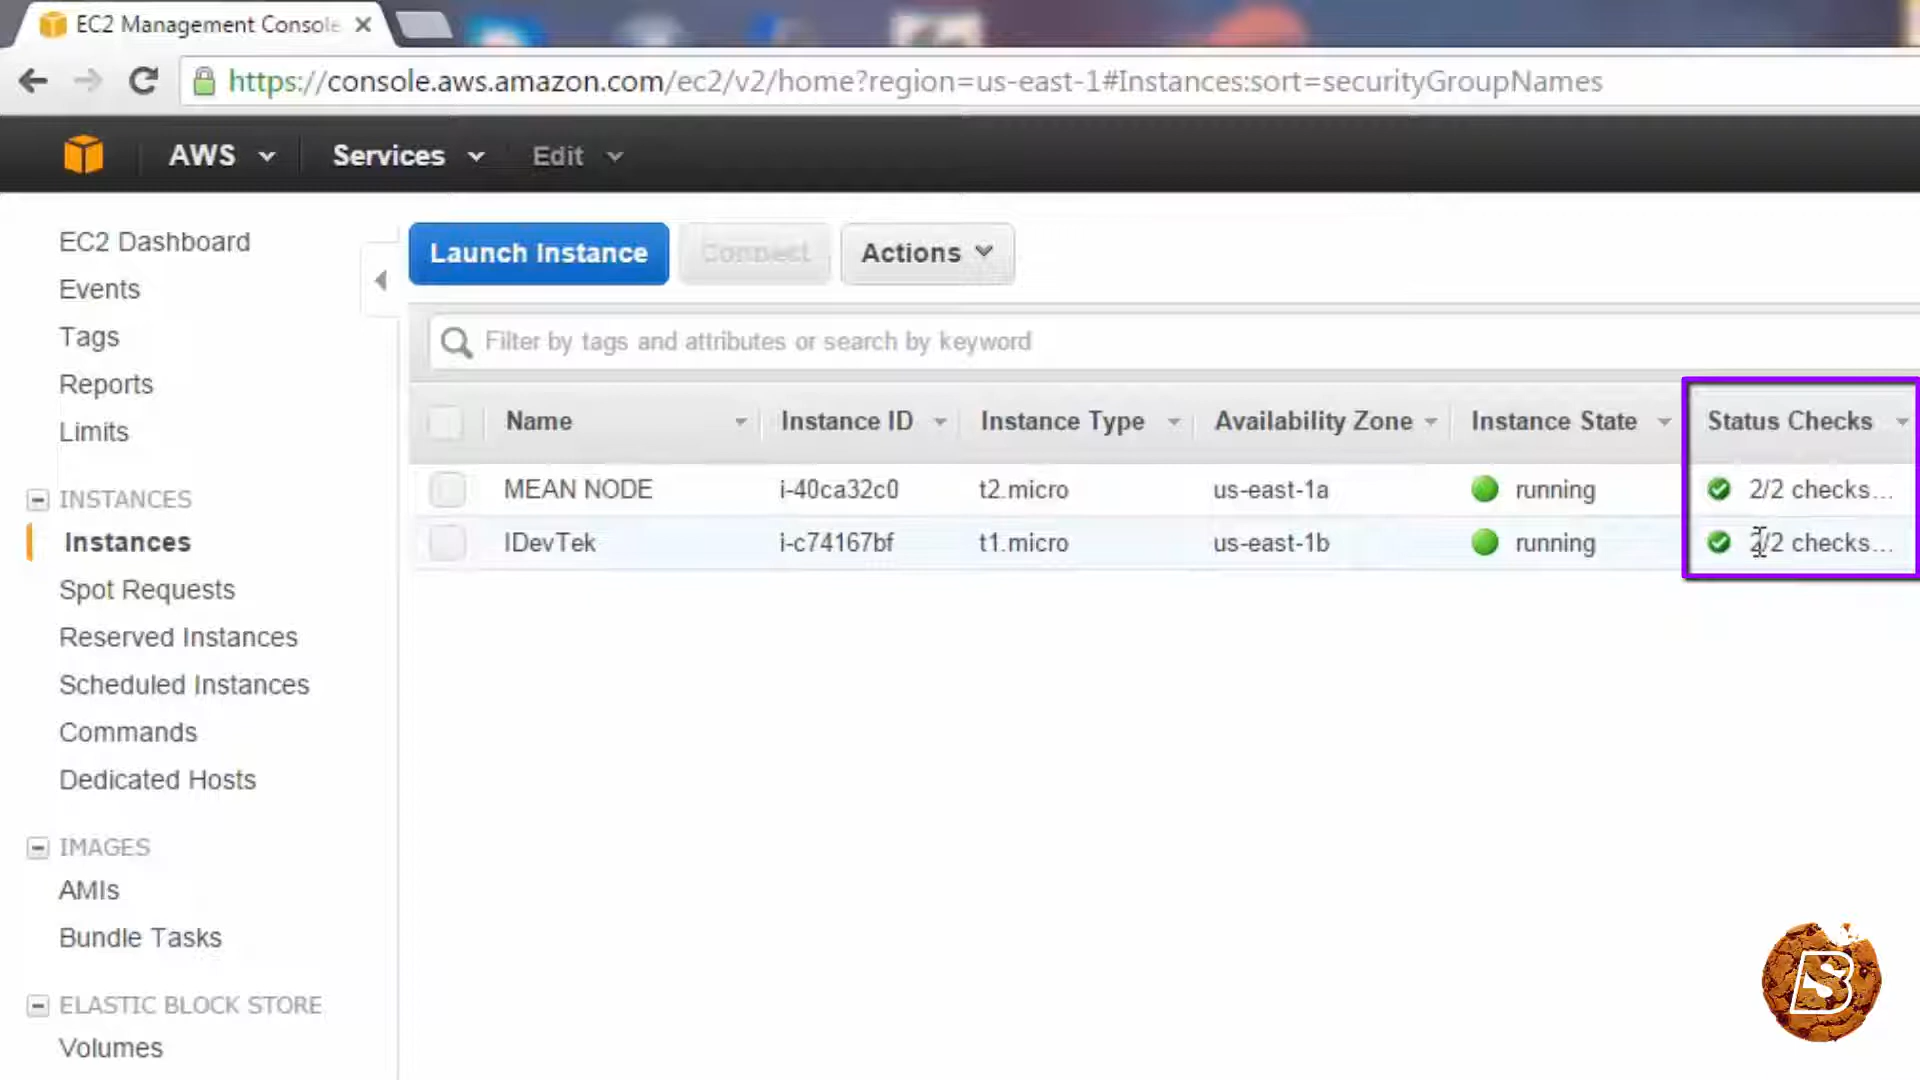 EC2 Management Console
https://console.aws.amazon.com/ec2/v2/home?region=us-east-1#Instances:sort=securityGroupNames
AWS Services Edit
EC2 Dashboard
Events
Tags
Reports
Limits
INSTANCES
Instances
Spot Requests
Reserved Instances
Scheduled Instances
Commands
Dedicated Hosts
IMAGES
AMIs
Bundle Tasks
ELASTIC BLOCK STORE
Volumes
Launch Instance Connect Actions
Filter by tags and attributes or search by keyword
Name Instance ID Instance Type Availability Zone Instance State Status Checks
MEAN NODE i-40ca32c0 t2.micro us-east-1a running 2/2 checks...
IDevTek i-c74167bf t1.micro us-east-1b running 2/2 checks...